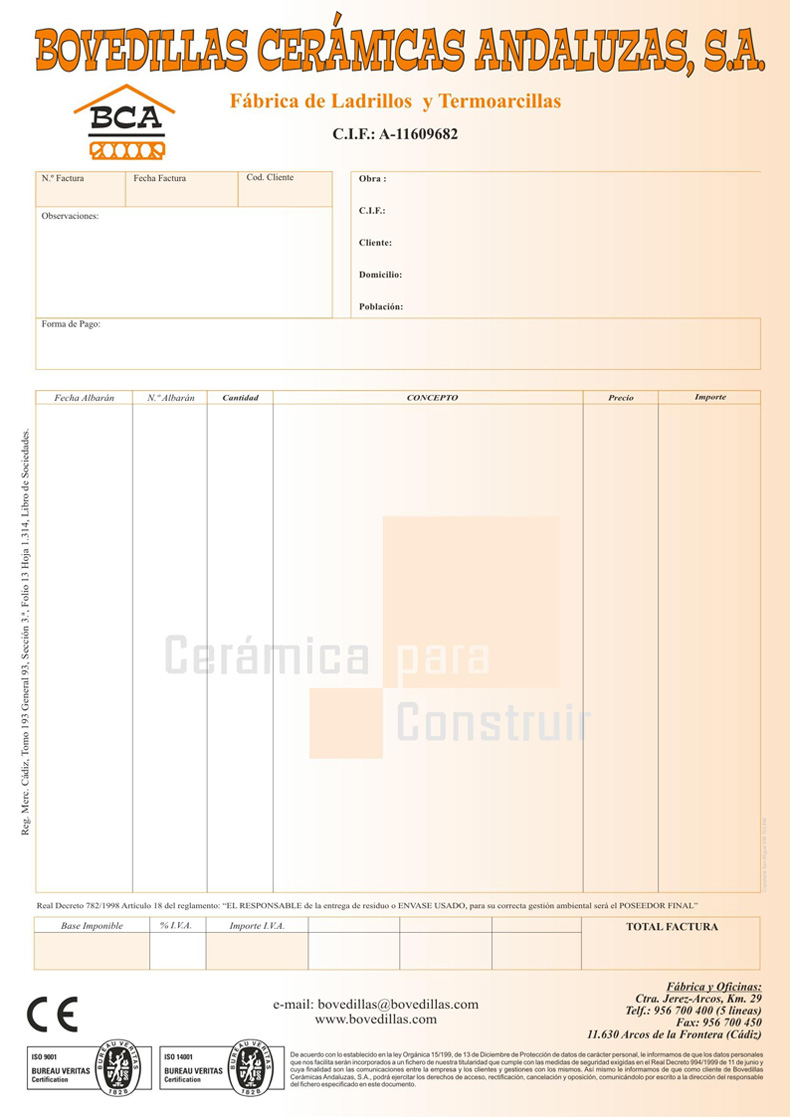 BOVEDILLAS CERÁMICAS ANDALUZAS, S.A.
BCA
Fábrica de Ladrillos y Termoarcillas
C.I.F.: A-11609682
N.º Factura
Fecha Factura
Cod. Cliente
Observaciones:
Obra :
C.I.F.:
Cliente:
Domicilio:
Población:
Forma de Pago:
Fecha Albarán
N.º Albarán
Cantidad
CONCEPTO
Precio
Importe
Cerámica para
Construir
Reg. Merc. Cádiz, Tomo 193 General 93, Sección 3.ª, Folio 13 Hoja 1.314, Libro de Sociedades.
Real Decreto 782/1998 Artículo 18 del reglamento: “EL RESPONSABLE de la entrega de residuo o ENVASE USADO, para su correcta gestión ambiental será el POSEEDOR FINAL”
Base Imponible
% I.V.A.
Importe I.V.A.
TOTAL FACTURA
CE
e-mail: bovedillas@bovedillas.com
www.bovedillas.com
Fábrica y Oficinas:
Ctra. Jerez-Arcos, Km. 29
Telf.: 956 700 400 (5 lineas)
Fax: 956 700 450
11.630 Arcos de la Frontera (Cádiz)
ISO 9001
BUREAU VERITAS
Certification
BUREAU VERITAS
1828
ISO 14001
BUREAU VERITAS
Certification
BUREAU VERITAS
1828
De acuerdo con lo establecido en la ley Orgánica 15/199, de 13 de Diciembre de Protección de datos de carácter personal, le informamos de que los datos personales
que nos facilita serán incorporados a un fichero de nuestra titularidad que cumple con las medidas de seguridad exigidas en el Real Decreto 994/1999 de 11 de junio y
cuya finalidad son las comunicaciones entre la empresa y los clientes y gestiones con los mismos. Así mismo le informamos de que como cliente de Bovedillas
Cerámicas Andaluzas, S.A., podrá ejercitar los derechos de acceso, rectificación, cancelación y oposición, comunicándolo por escrito a la dirección del responsable
del fichero especificado en este documento.